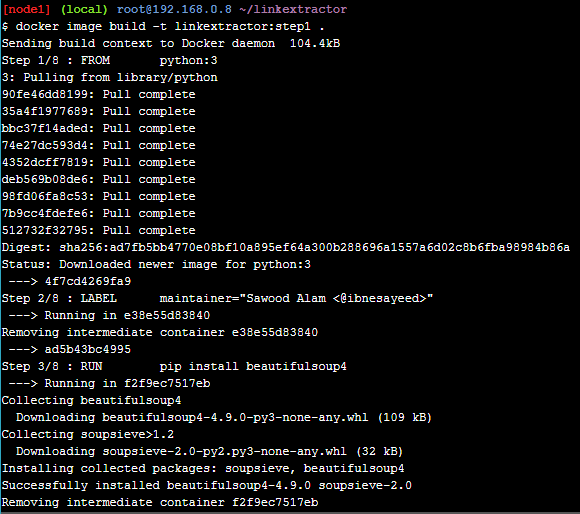 [node1] (local) root@192.168.0.8 ~/linkextractor
$ docker image build -t linkextractor:step1 .
Sending build context to Docker daemon  104.4kB
Step 1/8 : FROM       python:3
3: Pulling from library/python
90fe46dd8199: Pull complete
35a4f1977689: Pull complete
bbc37f14aded: Pull complete
74e27dc593d4: Pull complete
4352dcff7819: Pull complete
deb569b08de6: Pull complete
98fd06fa8c53: Pull complete
7b9cc4fdefe6: Pull complete
512732f32795: Pull complete
Digest: sha256:ad7fb5bb4770e08bf10a895ef64a300b288696a1557a6d02c8b6fba98984b86a
Status: Downloaded newer image for python:3
 ---> 4f7cd4269fa9
Step 2/8 : LABEL      maintainer="Sawood Alam <@ibnesayeed>"
 ---> Running in e38e55d83840
Removing intermediate container e38e55d83840
 ---> ad5b43bc4995
Step 3/8 : RUN        pip install beautifulsoup4
 ---> Running in f2f9ec7517eb
Collecting beautifulsoup4
  Downloading beautifulsoup4-4.9.0-py3-none-any.whl (109 kB)
Collecting soupsieve>1.2
  Downloading soupsieve-2.0-py2.py3-none-any.whl (32 kB)
Installing collected packages: soupsieve, beautifulsoup4
Successfully installed beautifulsoup4-4.9.0 soupsieve-2.0
Removing intermediate container f2f9ec7517eb